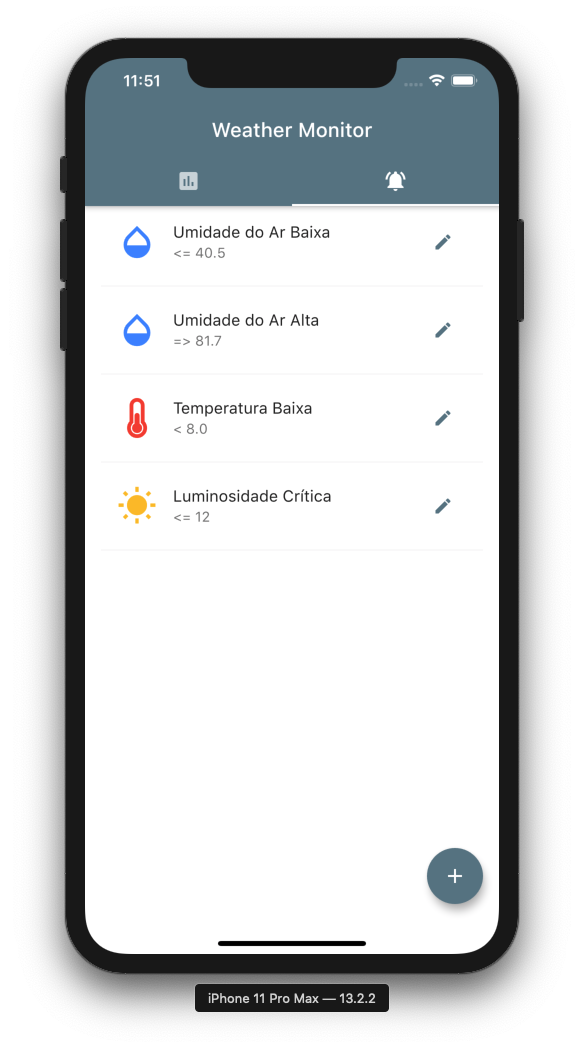 11:51
Weather Monitor
Umidade do Ar Baixa
<= 40.5
Umidade do Ar Alta
=> 81.7
Temperatura Baixa
< 8.0
Luminosidade Crítica
<= 12
iPhone 11 Pro Max — 13.2.2